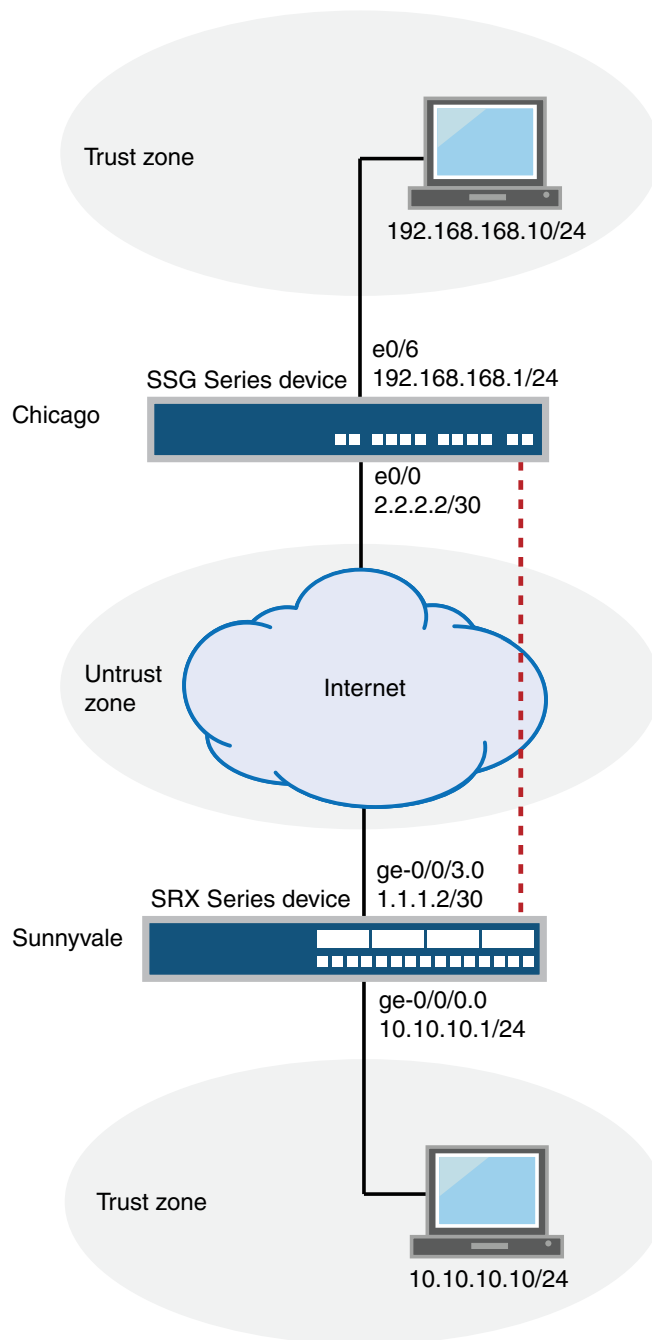 Trust zone
192.168.168.10/24
e0/6
SSG Series device
192.168.168.1/24
Chicago
e0/0
2.2.2.2/30
Untrust
zone
Internet
ge-0/0/3.0
SRX Series device
1.1.1.2/30
Sunnyvale
ge-0/0/0.0
10.10.10.1/24
Trust zone
10.10.10.10/24